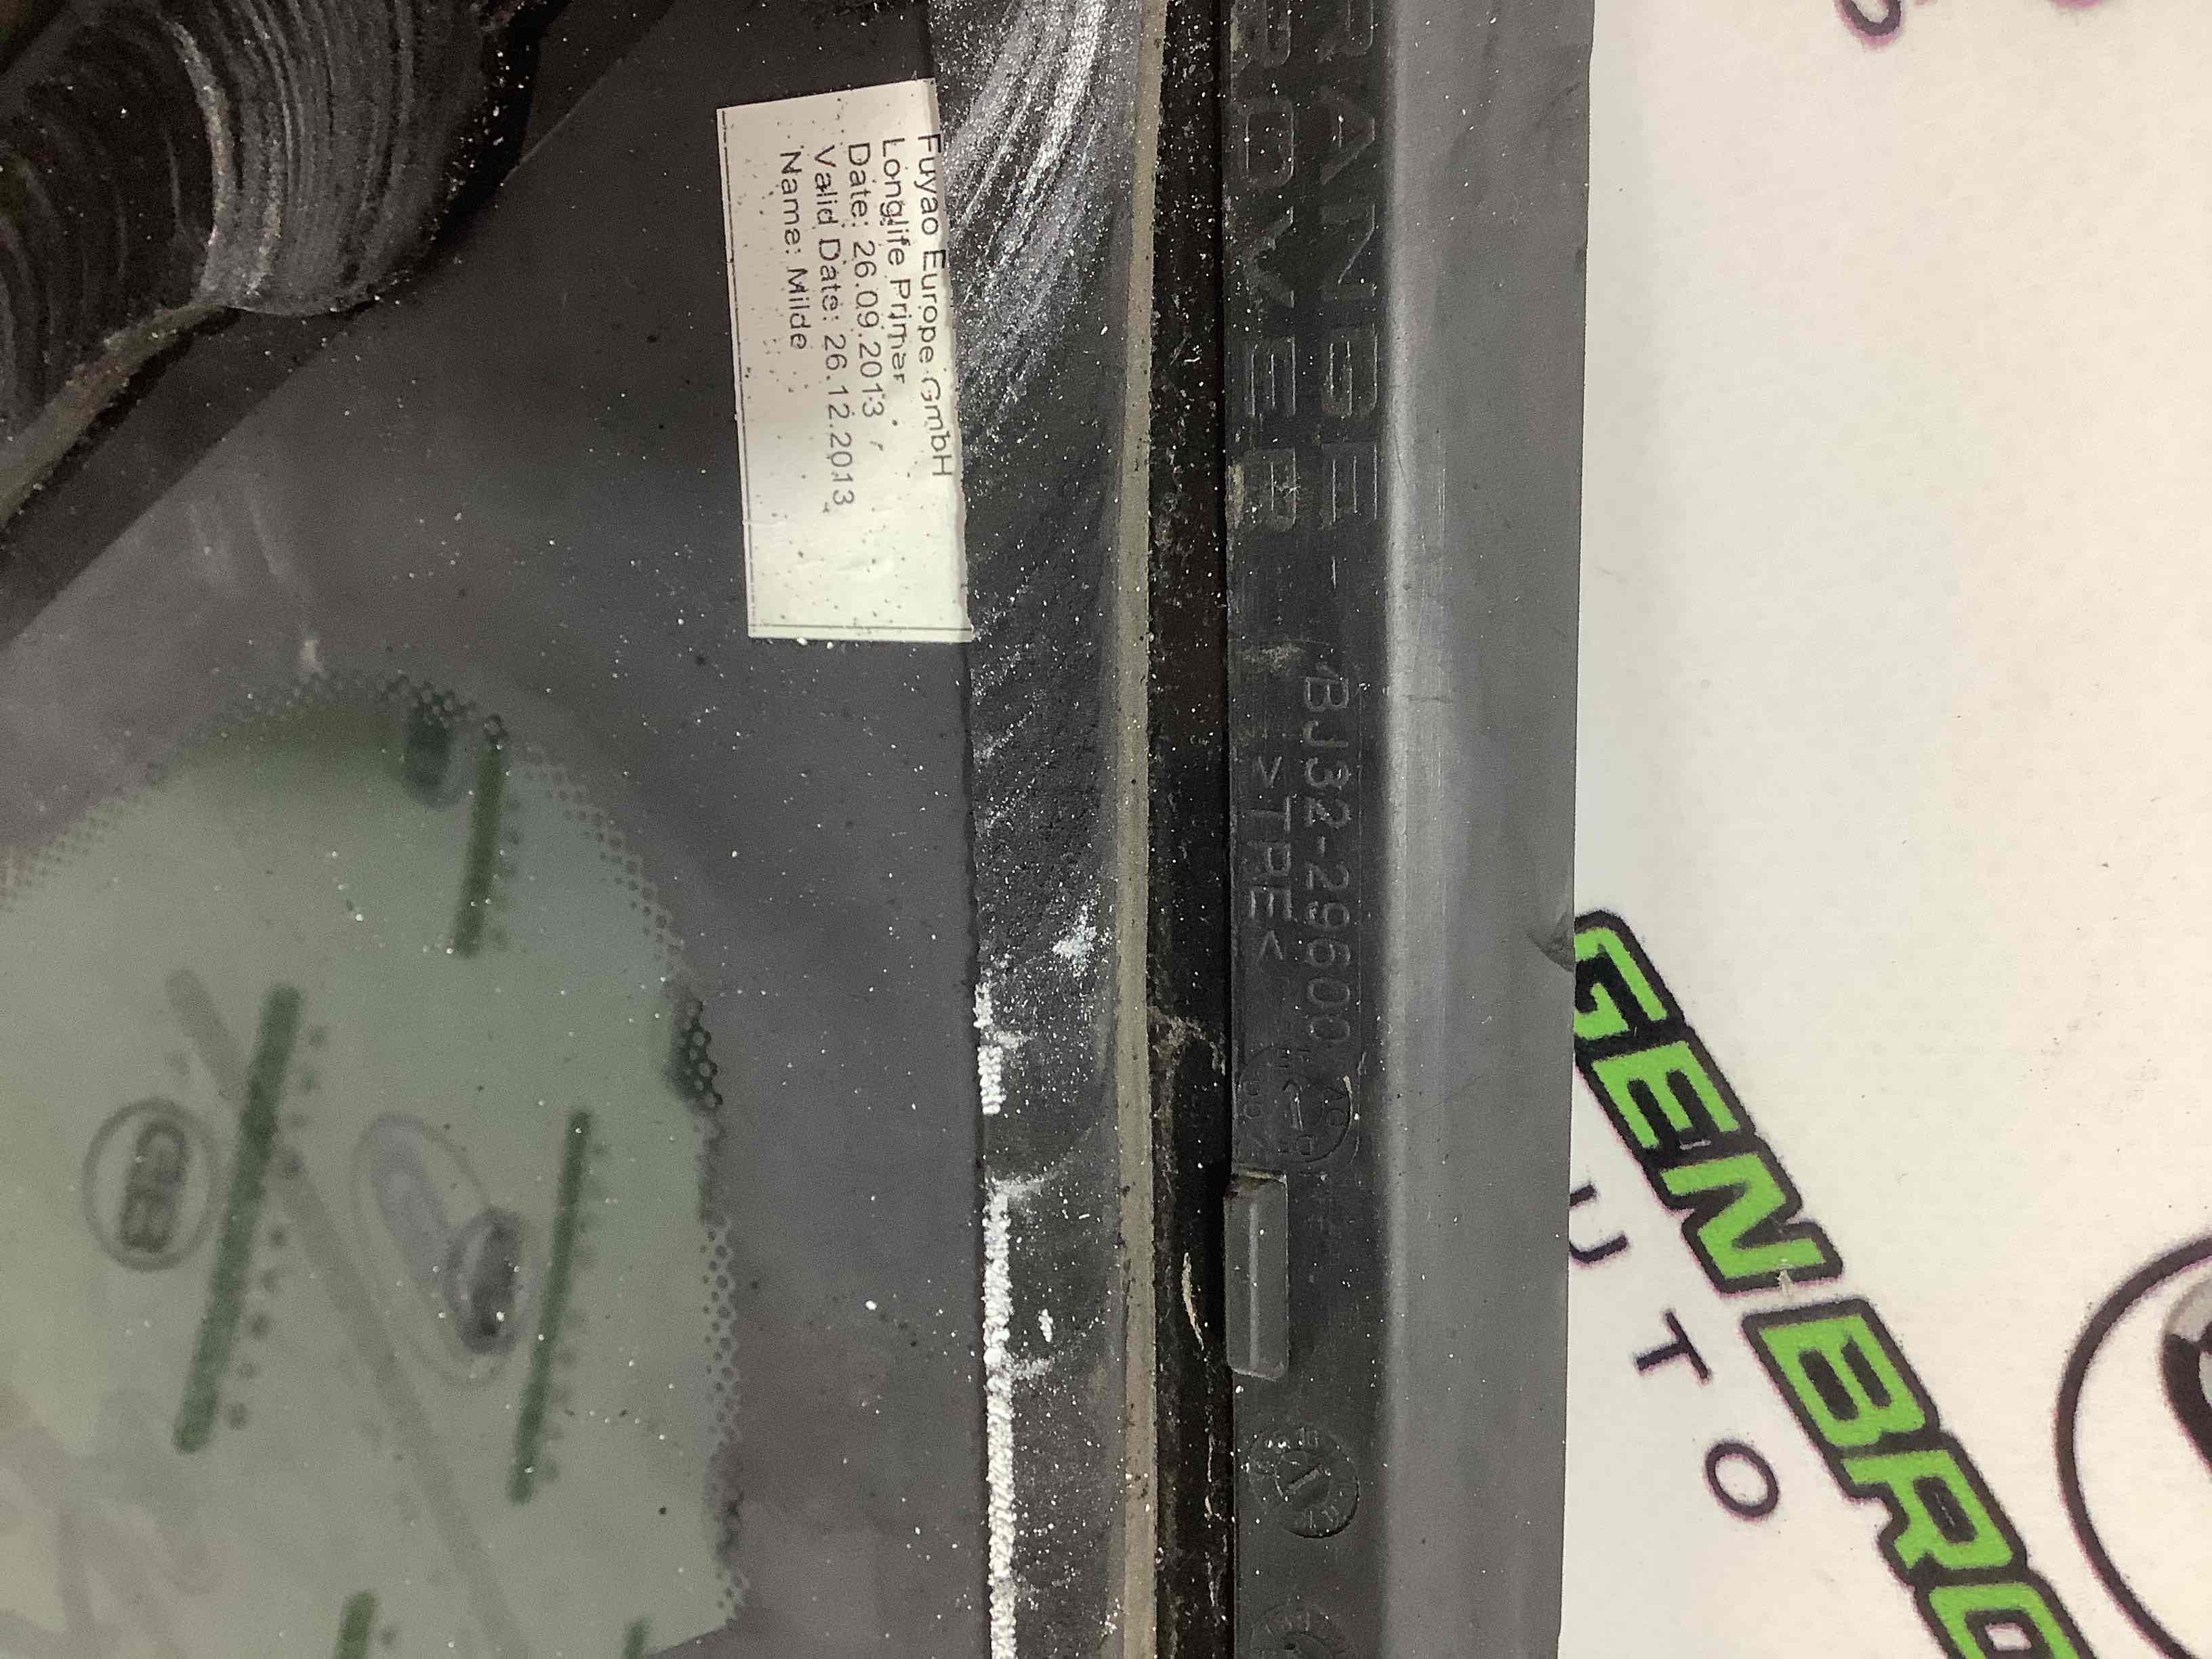 Fuyao Europe GmbH
Longlife Primer
Date: 26.09.2013
Valid Date: 26.12.2013
Name: Milde
RANGE-
ROVER
BJ32-29600
>TPE<
GENBRO
UTO
GB